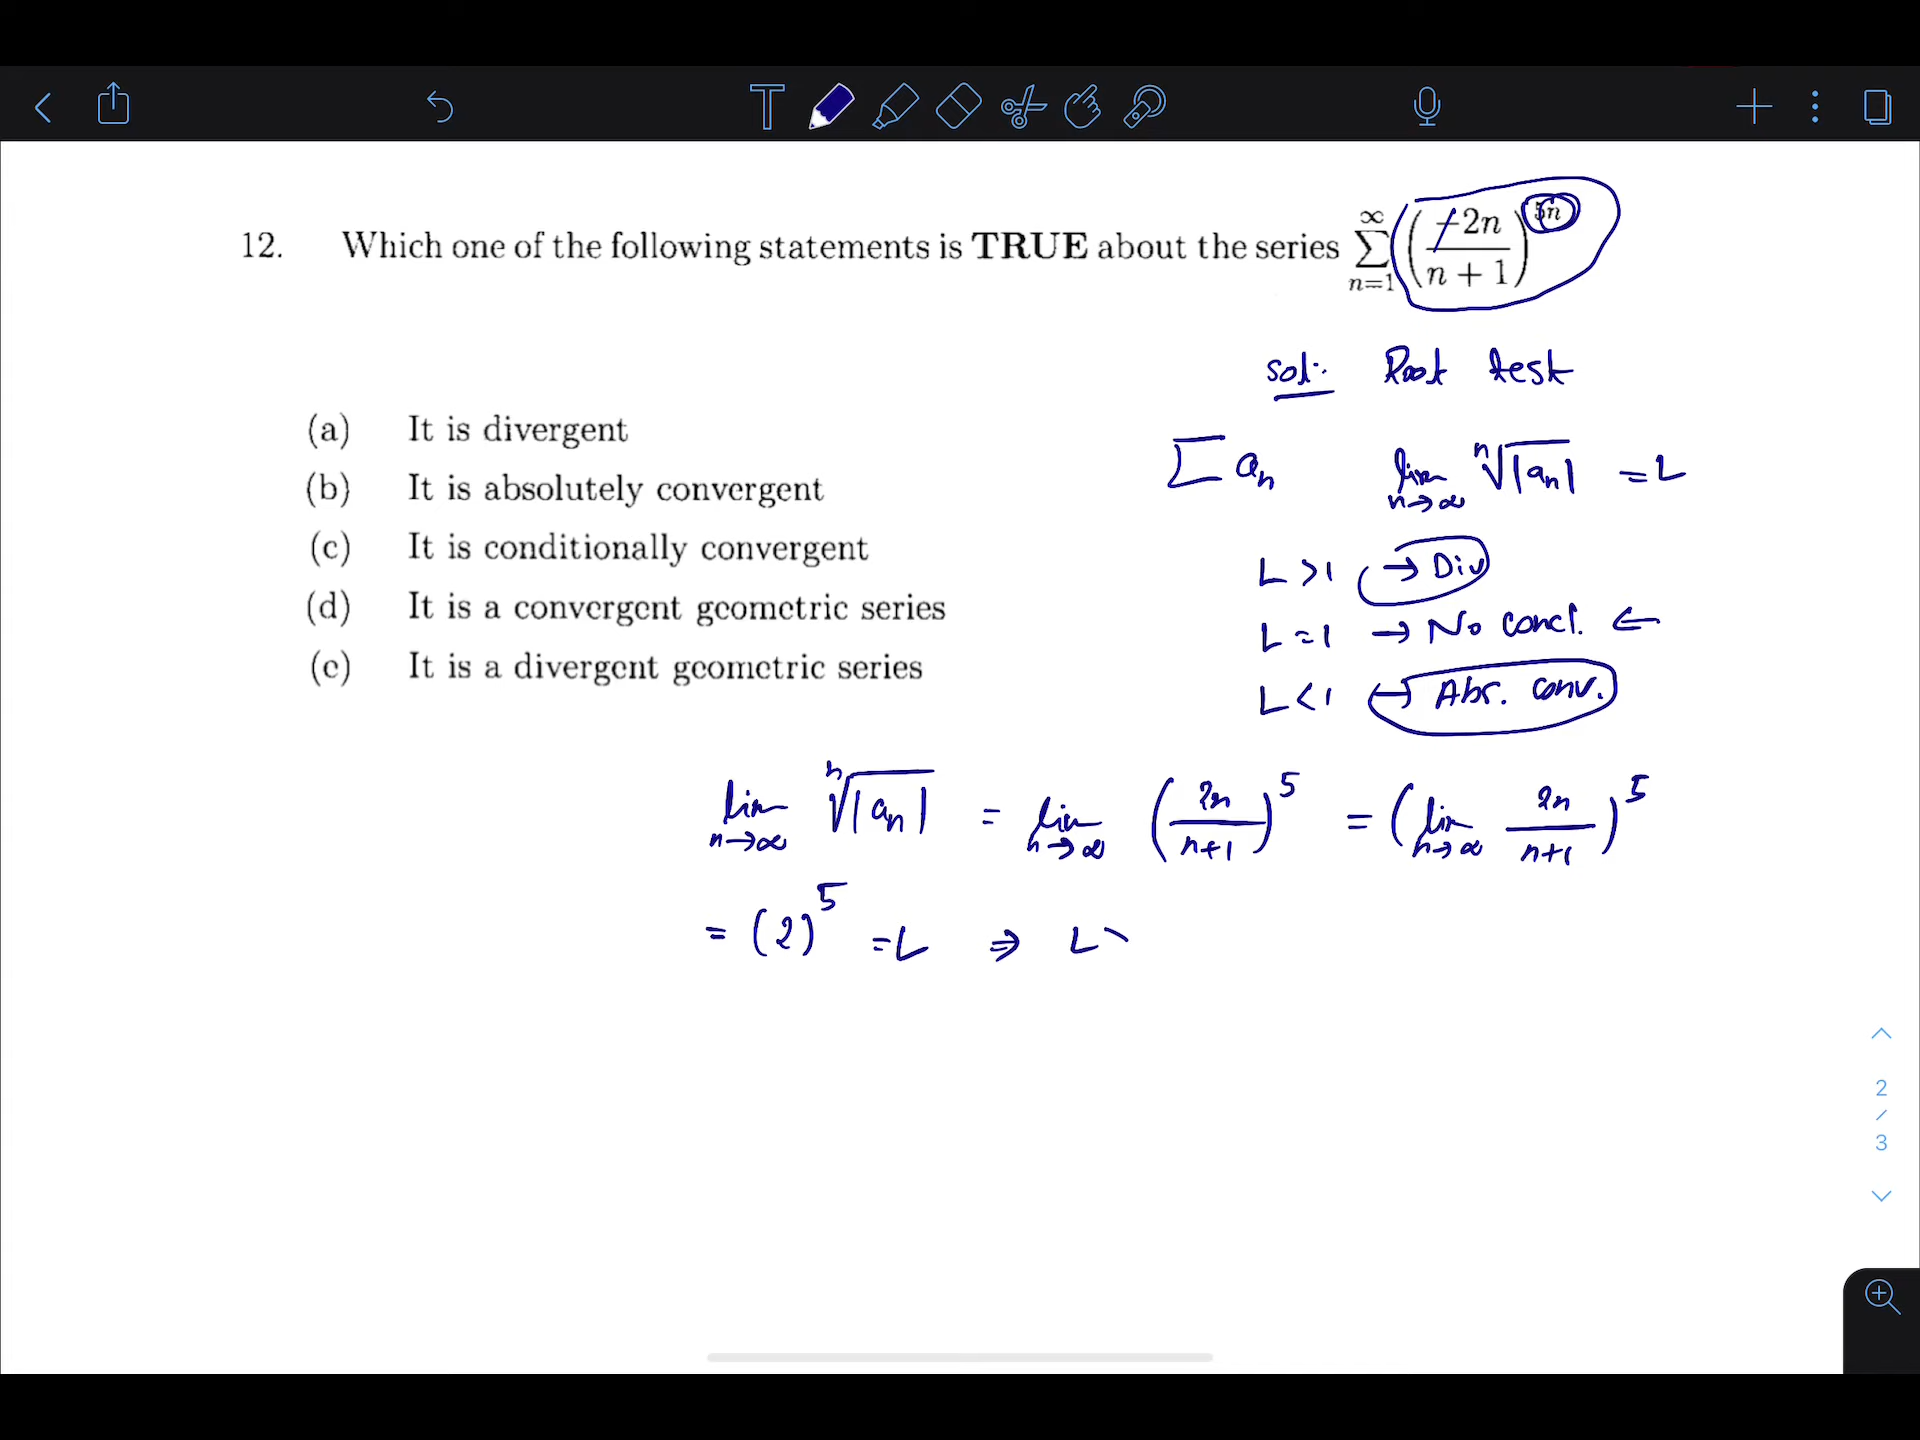 12. Which one of the following statements is TRUE about the series ∑_{n=1}^{∞} (−2n/(n + 1))^{5n}
sol: Root test
(a) It is divergent
∑ aₙ lim_{n→∞} ⁿ√|aₙ| = L
(b) It is absolutely convergent
(c) It is conditionally convergent
L > 1 → Div
(d) It is a convergent geometric series
L = 1 → No concl. ⇐
(e) It is a divergent geometric series
L < 1 → Abs. conv.
lim_{n→∞} ⁿ√|aₙ| = lim_{n→∞} (2n/(n+1))^5 = (lim_{n→∞} 2n/(n+1))^5
= (2)^5 = L ⇒ L
2
/
3